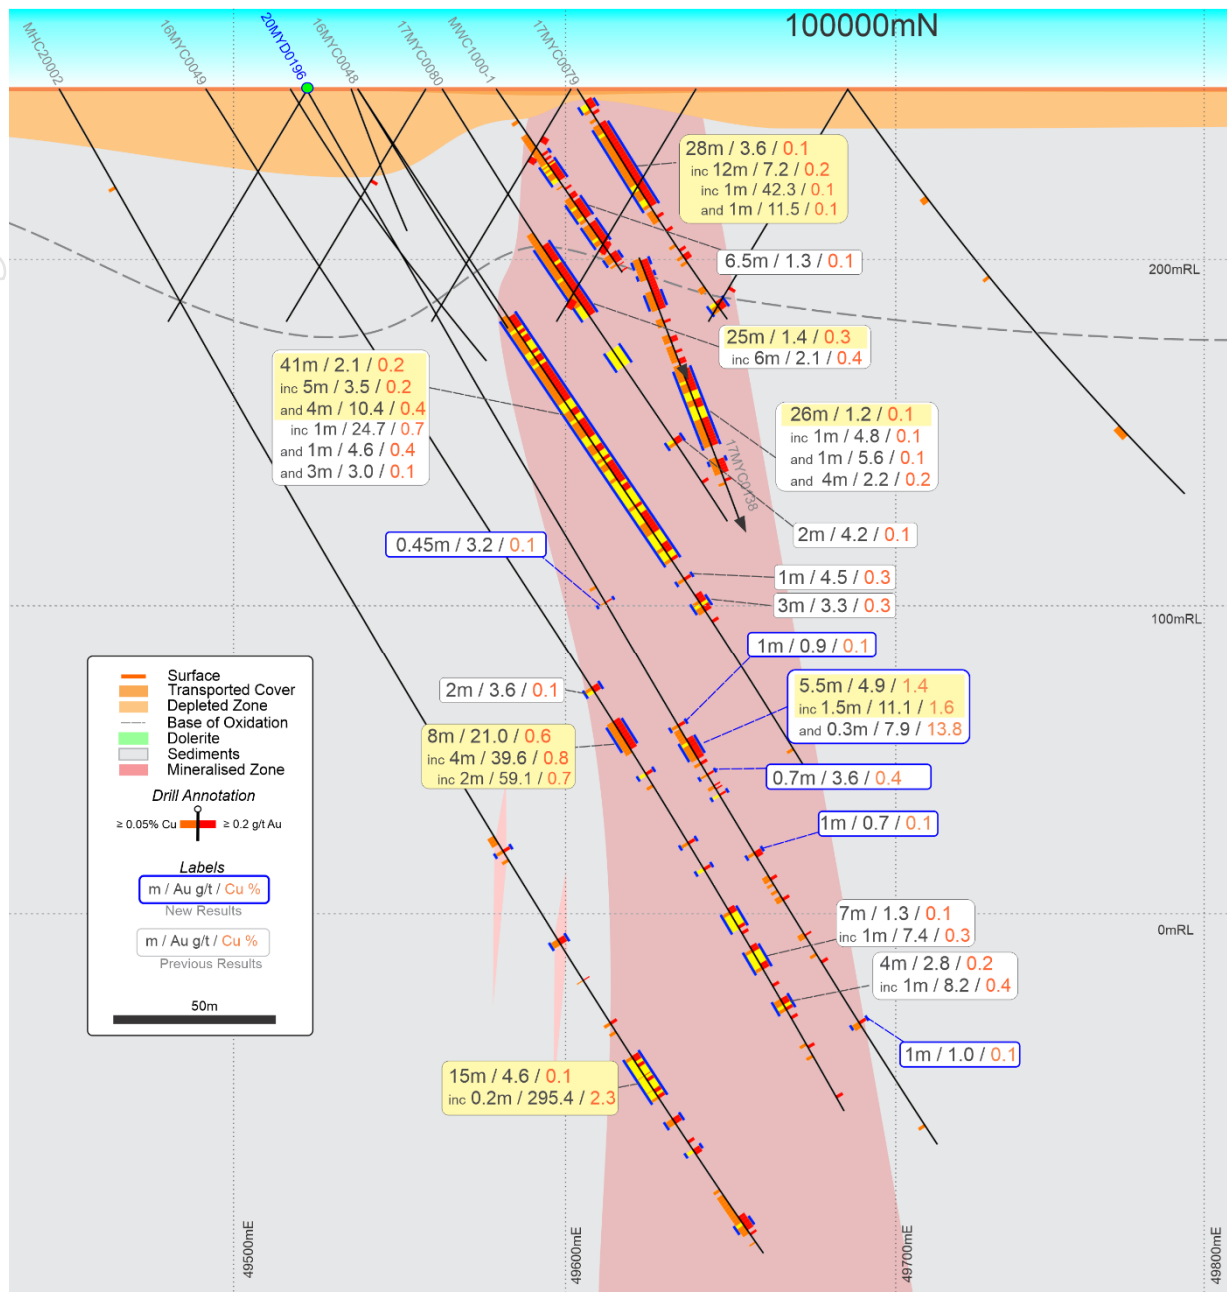 100000mN
MHC20002
16MYC0049
20MYD0196
16MYC0048
17MYC0080
MWC1000-1
17MYC0079
28m / 3.6 / 0.1
inc 12m / 7.2 / 0.2
inc 1m / 42.3 / 0.1
and 1m / 11.5 / 0.1
6.5m / 1.3 / 0.1
200mRL
25m / 1.4 / 0.3
inc 6m / 2.1 / 0.4
41m / 2.1 / 0.2
inc 5m / 3.5 / 0.2
and 4m / 10.4 / 0.4
inc 1m / 24.7 / 0.7
and 1m / 4.6 / 0.4
and 3m / 3.0 / 0.1
26m / 1.2 / 0.1
inc 1m / 4.8 / 0.1
and 1m / 5.6 / 0.1
and 4m / 2.2 / 0.2
17MYC0138
2m / 4.2 / 0.1
0.45m / 3.2 / 0.1
1m / 4.5 / 0.3
3m / 3.3 / 0.3
100mRL
1m / 0.9 / 0.1
5.5m / 4.9 / 1.4
inc 1.5m / 11.1 / 1.6
and 0.3m / 7.9 / 13.8
2m / 3.6 / 0.1
8m / 21.0 / 0.6
inc 4m / 39.6 / 0.8
inc 2m / 59.1 / 0.7
0.7m / 3.6 / 0.4
1m / 0.7 / 0.1
Surface
Transported Cover
Depleted Zone
Base of Oxidation
Dolerite
Sediments
Mineralised Zone
Drill Annotation
≥ 0.05% Cu
≥ 0.2 g/t Au
Labels
m / Au g/t / Cu %
New Results
m / Au g/t / Cu %
Previous Results
50m
7m / 1.3 / 0.1
inc 1m / 7.4 / 0.3
0mRL
4m / 2.8 / 0.2
inc 1m / 8.2 / 0.4
1m / 1.0 / 0.1
15m / 4.6 / 0.1
inc 0.2m / 295.4 / 2.3
49500mE
49600mE
49700mE
49800mE